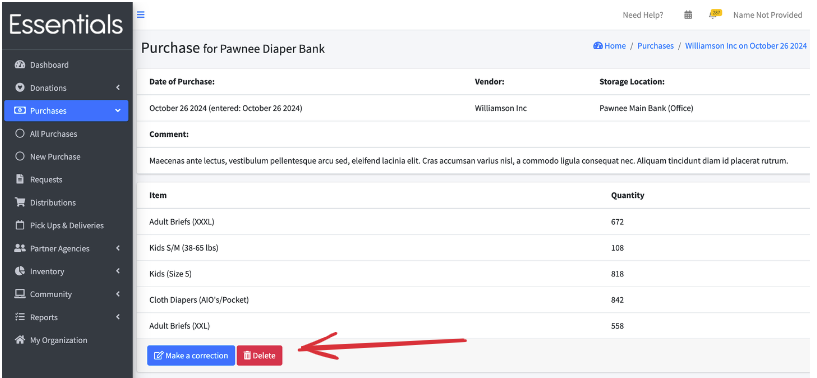 Essentials
Need Help?
Name Not Provided
Purchase for Pawnee Diaper Bank
Home / Purchases / Williamson Inc on October 26 2024
Dashboard
Donations
Purchases
All Purchases
New Purchase
Requests
Distributions
Pick Ups & Deliveries
Partner Agencies
Inventory
Community
Reports
My Organization
Date of Purchase: Vendor: Storage Location:
October 26 2024 (entered: October 26 2024) Williamson Inc Pawnee Main Bank (Office)
Comment:
Maecenas ante lectus, vestibulum pellentesque arcu sed, eleifend lacinia elit. Cras accumsan varius nisl, a commodo ligula consequat nec. Aliquam tincidunt diam id placerat rutrum.
Item Quantity
Adult Briefs (XXXL) 672
Kids S/M (38-65 lbs) 108
Kids (Size 5) 818
Cloth Diapers (AIO's/Pocket) 842
Adult Briefs (XXL) 558
Make a correction Delete